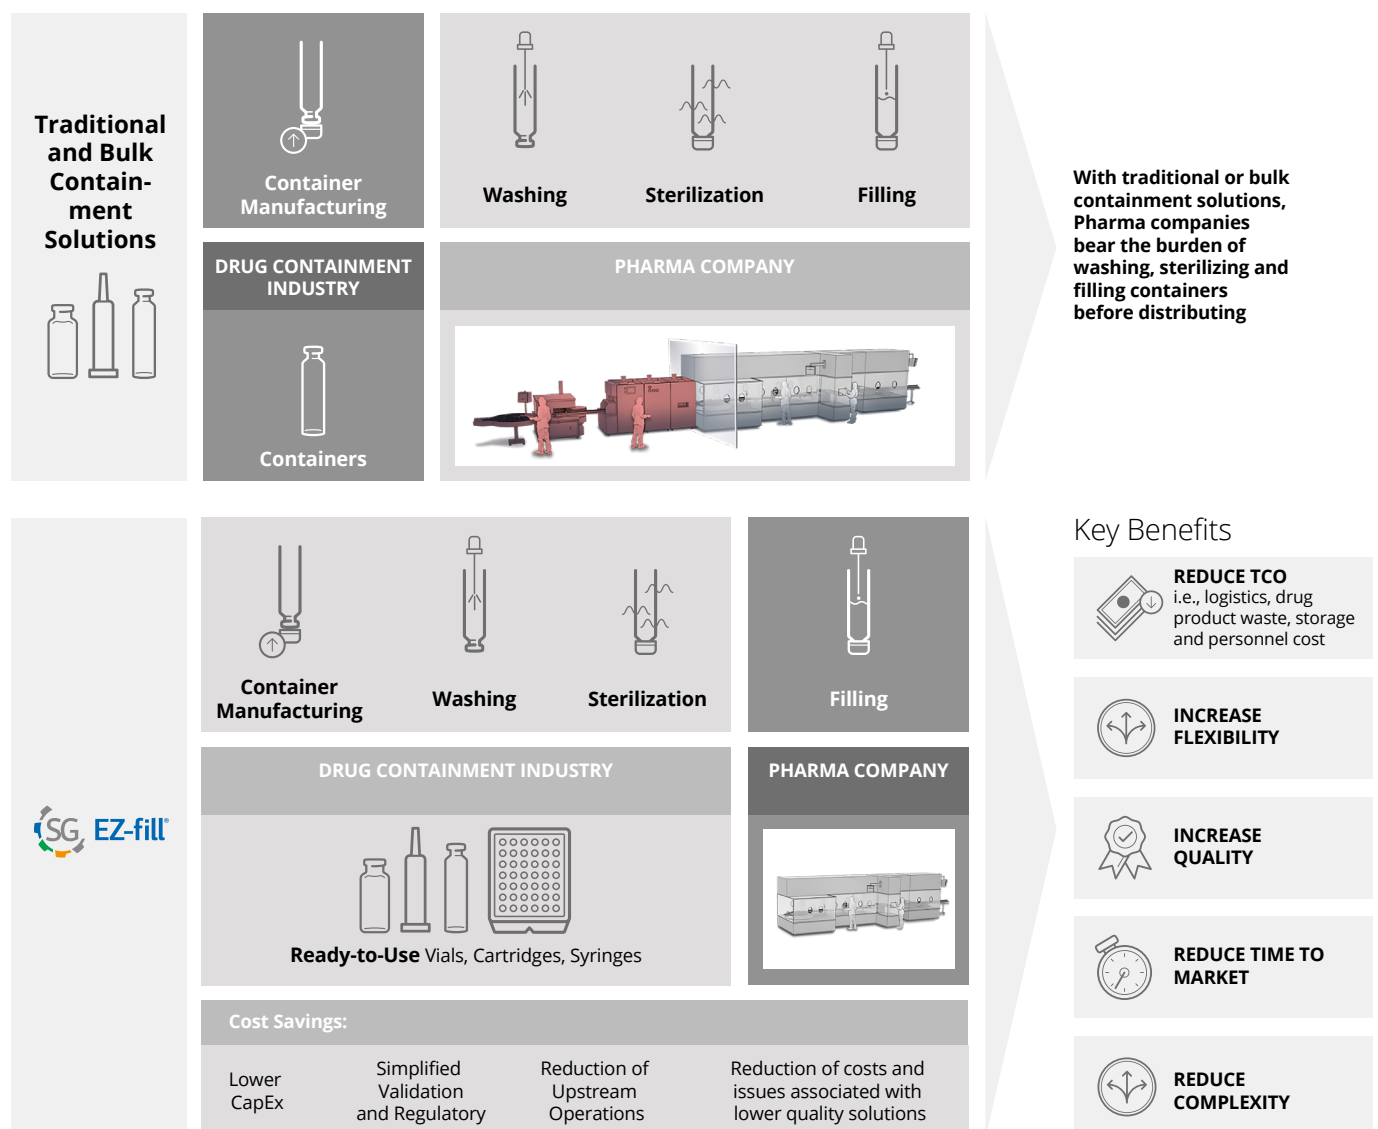 Traditional
and Bulk
Contain-
ment
Solutions
Container
Manufacturing
Washing
Sterilization
Filling
DRUG CONTAINMENT
INDUSTRY
PHARMA COMPANY
Containers
With traditional or bulk
containment solutions,
Pharma companies
bear the burden of
washing, sterilizing and
filling containers
before distributing
SG EZ-fill®
Container
Manufacturing
Washing
Sterilization
Filling
DRUG CONTAINMENT INDUSTRY
PHARMA COMPANY
Ready-to-Use Vials, Cartridges, Syringes
Cost Savings:
Lower
CapEx
Simplified
Validation
and Regulatory
Reduction of
Upstream
Operations
Reduction of costs and
issues associated with
lower quality solutions
Key Benefits
REDUCE TCO
i.e., logistics, drug
product waste, storage
and personnel cost
INCREASE
FLEXIBILITY
INCREASE
QUALITY
REDUCE TIME TO
MARKET
REDUCE
COMPLEXITY